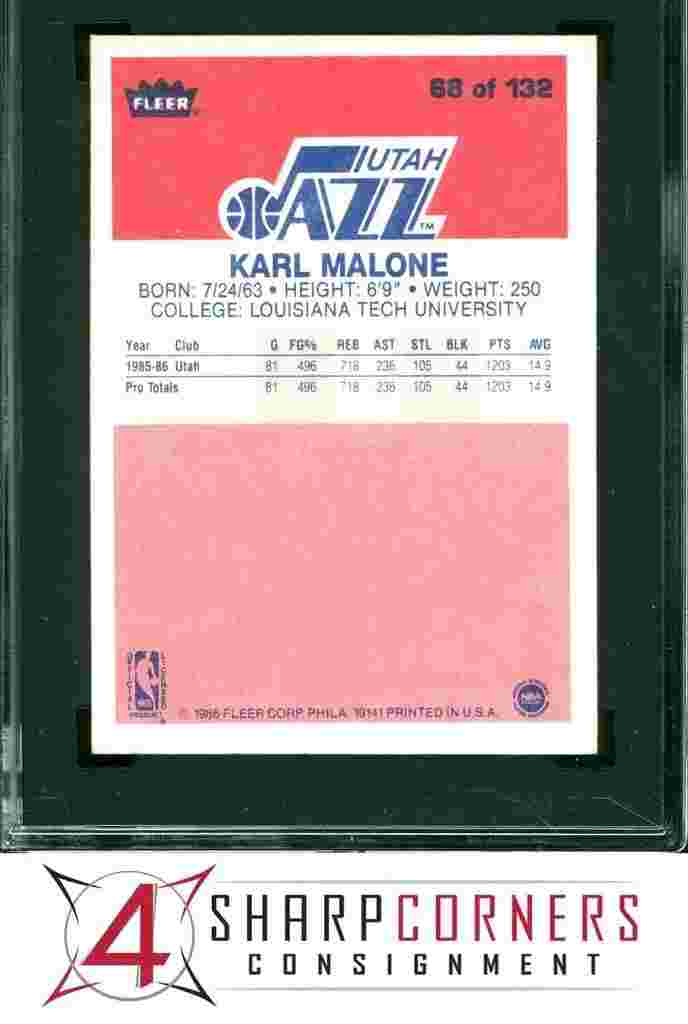 FLEER
68 of 132
UTAH
JAZZ TM
KARL MALONE
BORN: 7/24/63 • HEIGHT: 6'9" • WEIGHT: 250
COLLEGE: LOUISIANA TECH UNIVERSITY
Year Club G FG% REB AST STL BLK PTS AVG
1985-86 Utah 81 .496 718 236 105 44 1203 14.9
Pro Totals 81 .496 718 236 105 44 1203 14.9
OFFICIAL LICENSED
PRODUCT
© 1986 FLEER CORP. PHILA. 19141 PRINTED IN U.S.A.
4 SHARPCORNERS
CONSIGNMENT